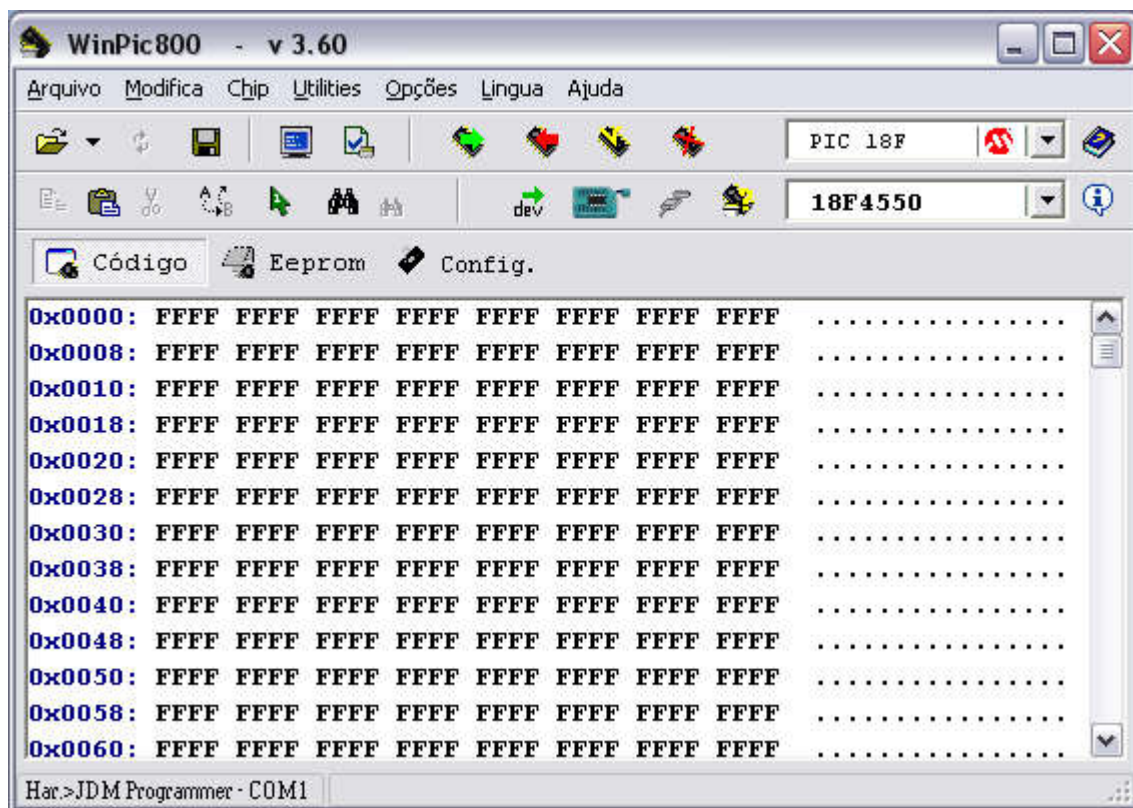 WinPic800 - v 3.60
Arquivo Modifica Chip Utilities Opções Lingua Ajuda
PIC 18F
A B
dev
18F4550
Código Eeprom Config.
0x0000: FFFF FFFF FFFF FFFF FFFF FFFF FFFF FFFF ................
0x0008: FFFF FFFF FFFF FFFF FFFF FFFF FFFF FFFF ................
0x0010: FFFF FFFF FFFF FFFF FFFF FFFF FFFF FFFF ................
0x0018: FFFF FFFF FFFF FFFF FFFF FFFF FFFF FFFF ................
0x0020: FFFF FFFF FFFF FFFF FFFF FFFF FFFF FFFF ................
0x0028: FFFF FFFF FFFF FFFF FFFF FFFF FFFF FFFF ................
0x0030: FFFF FFFF FFFF FFFF FFFF FFFF FFFF FFFF ................
0x0038: FFFF FFFF FFFF FFFF FFFF FFFF FFFF FFFF ................
0x0040: FFFF FFFF FFFF FFFF FFFF FFFF FFFF FFFF ................
0x0048: FFFF FFFF FFFF FFFF FFFF FFFF FFFF FFFF ................
0x0050: FFFF FFFF FFFF FFFF FFFF FFFF FFFF FFFF ................
0x0058: FFFF FFFF FFFF FFFF FFFF FFFF FFFF FFFF ................
0x0060: FFFF FFFF FFFF FFFF FFFF FFFF FFFF FFFF ................
Har.>JDM Programmer - COM1